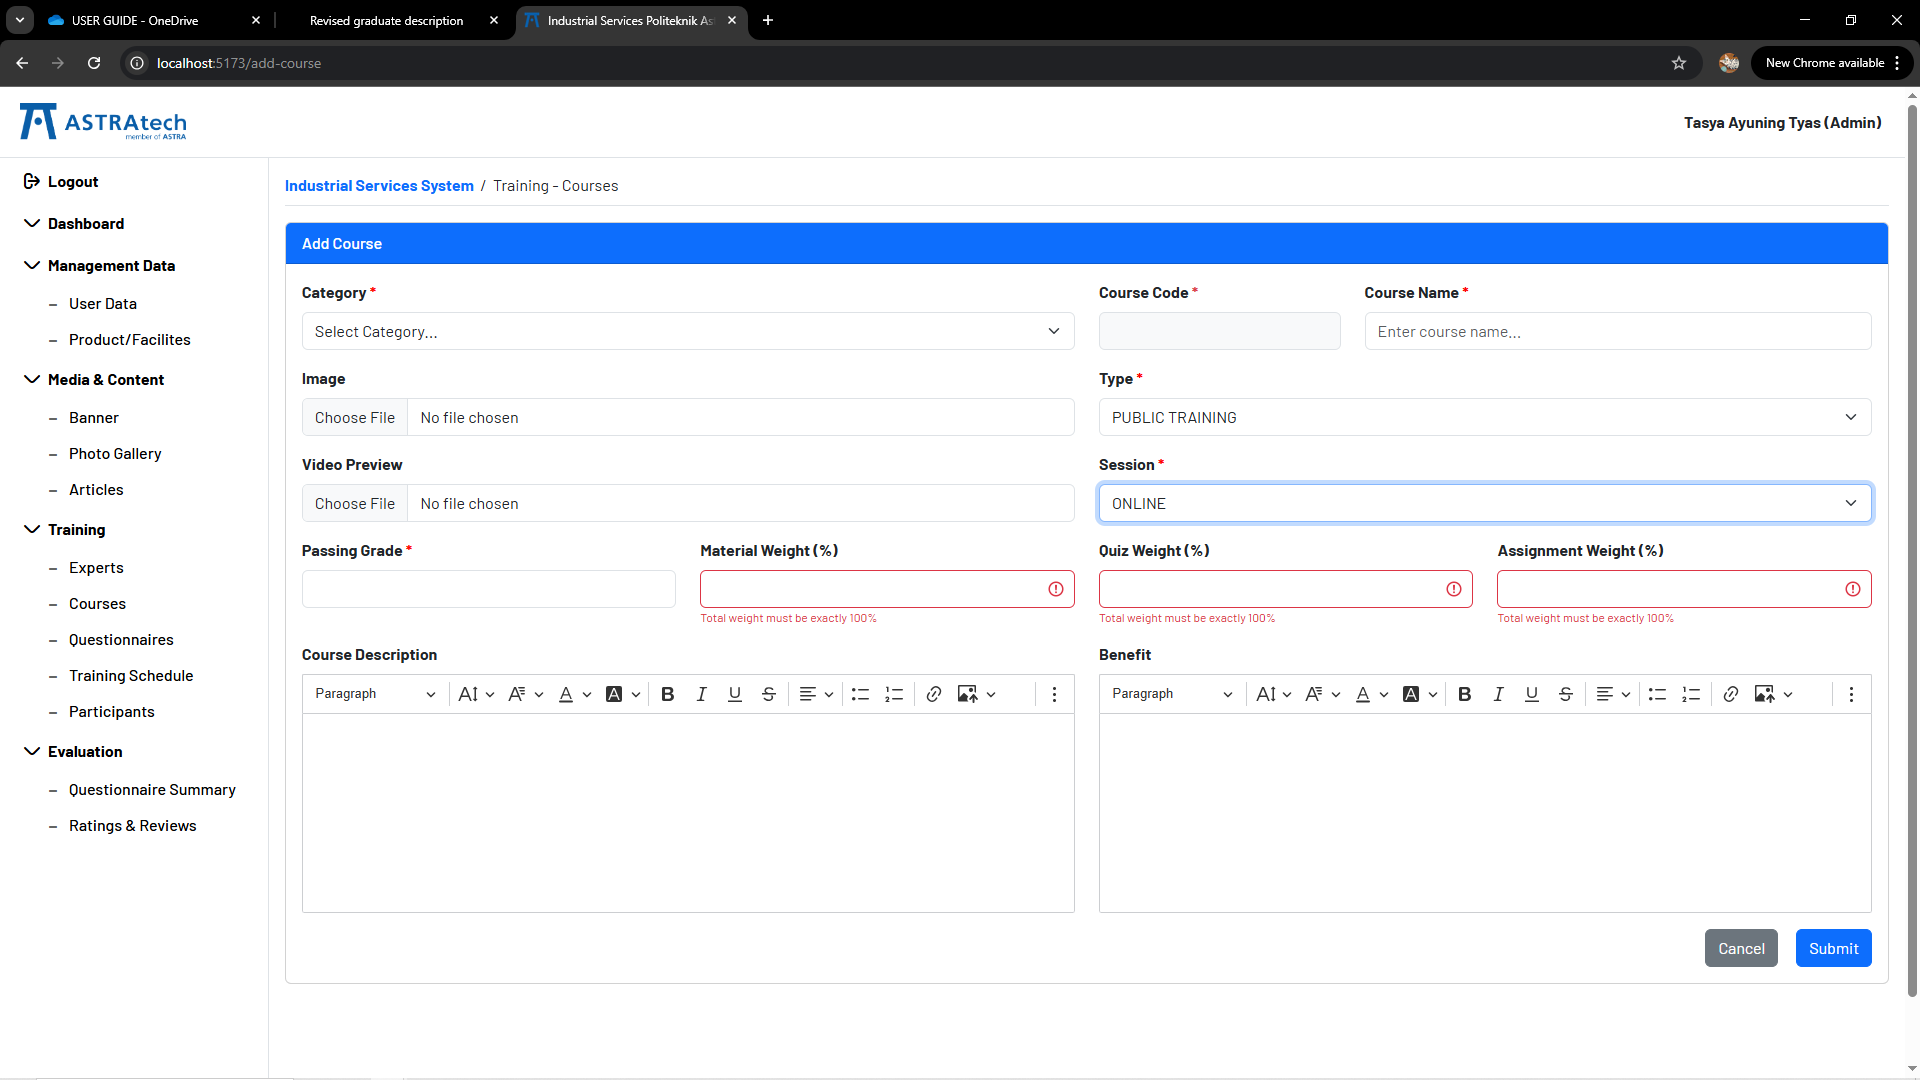 USER GUIDE - OneDrive
Revised graduate description
Industrial Services Politeknik As
localhost:5173/add-course
New Chrome available
ASTRAtech
member of ASTRA
Tasya Ayuning Tyas (Admin)
Logout
Dashboard
Management Data
– User Data
– Product/Facilites
Media & Content
– Banner
– Photo Gallery
– Articles
Training
– Experts
– Courses
– Questionnaires
– Training Schedule
– Participants
Evaluation
– Questionnaire Summary
– Ratings & Reviews
Industrial Services System / Training - Courses
Add Course
Category * Course Code * Course Name *
Select Category... Enter course name...
Image Type *
Choose File No file chosen PUBLIC TRAINING
Video Preview Session *
Choose File No file chosen ONLINE
Passing Grade * Material Weight (%) Quiz Weight (%) Assignment Weight (%)
Total weight must be exactly 100% Total weight must be exactly 100% Total weight must be exactly 100%
Course Description Benefit
Paragraph Paragraph
Cancel Submit